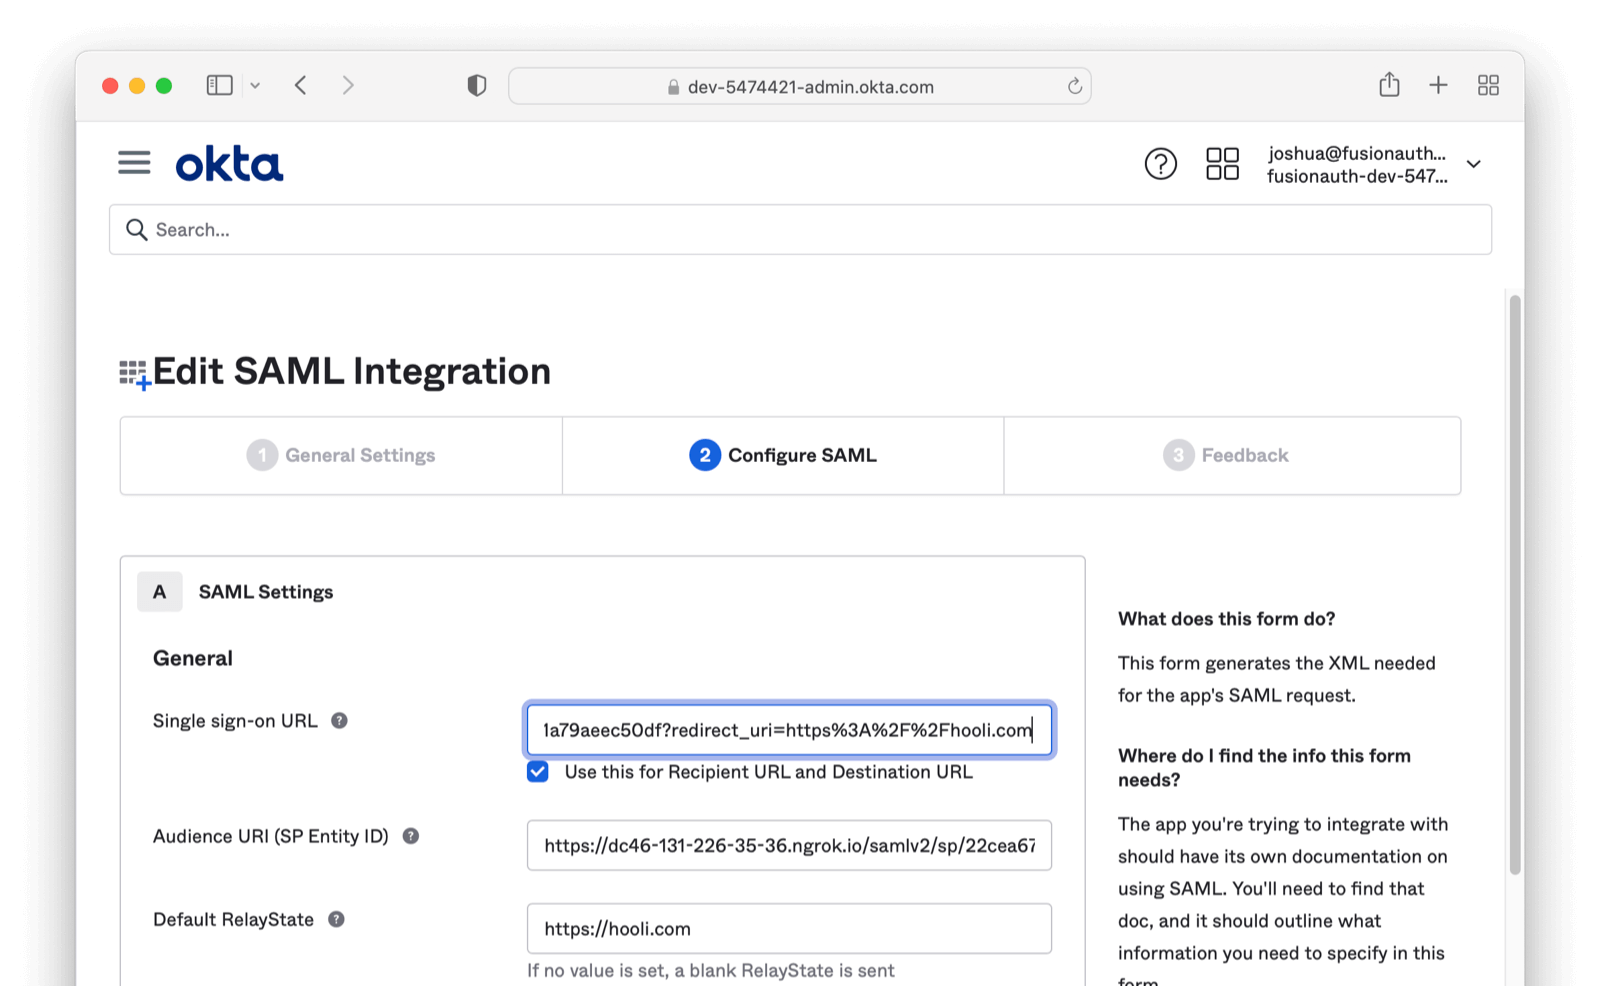 dev-5474421-admin.okta.com
okta
joshua@fusionauth...
fusionauth-dev-547...
Search...
Edit SAML Integration
1 General Settings
2 Configure SAML
3 Feedback
A SAML Settings
General
Single sign-on URL ?
1a79aeec50df?redirect_uri=https%3A%2F%2Fhooli.com
Use this for Recipient URL and Destination URL
Audience URI (SP Entity ID) ?
https://dc46-131-226-35-36.ngrok.io/samlv2/sp/22cea67
Default RelayState ?
https://hooli.com
If no value is set, a blank RelayState is sent
What does this form do?
This form generates the XML needed
for the app's SAML request.
Where do I find the info this form
needs?
The app you're trying to integrate with
should have its own documentation on
using SAML. You'll need to find that
doc, and it should outline what
information you need to specify in this
form.